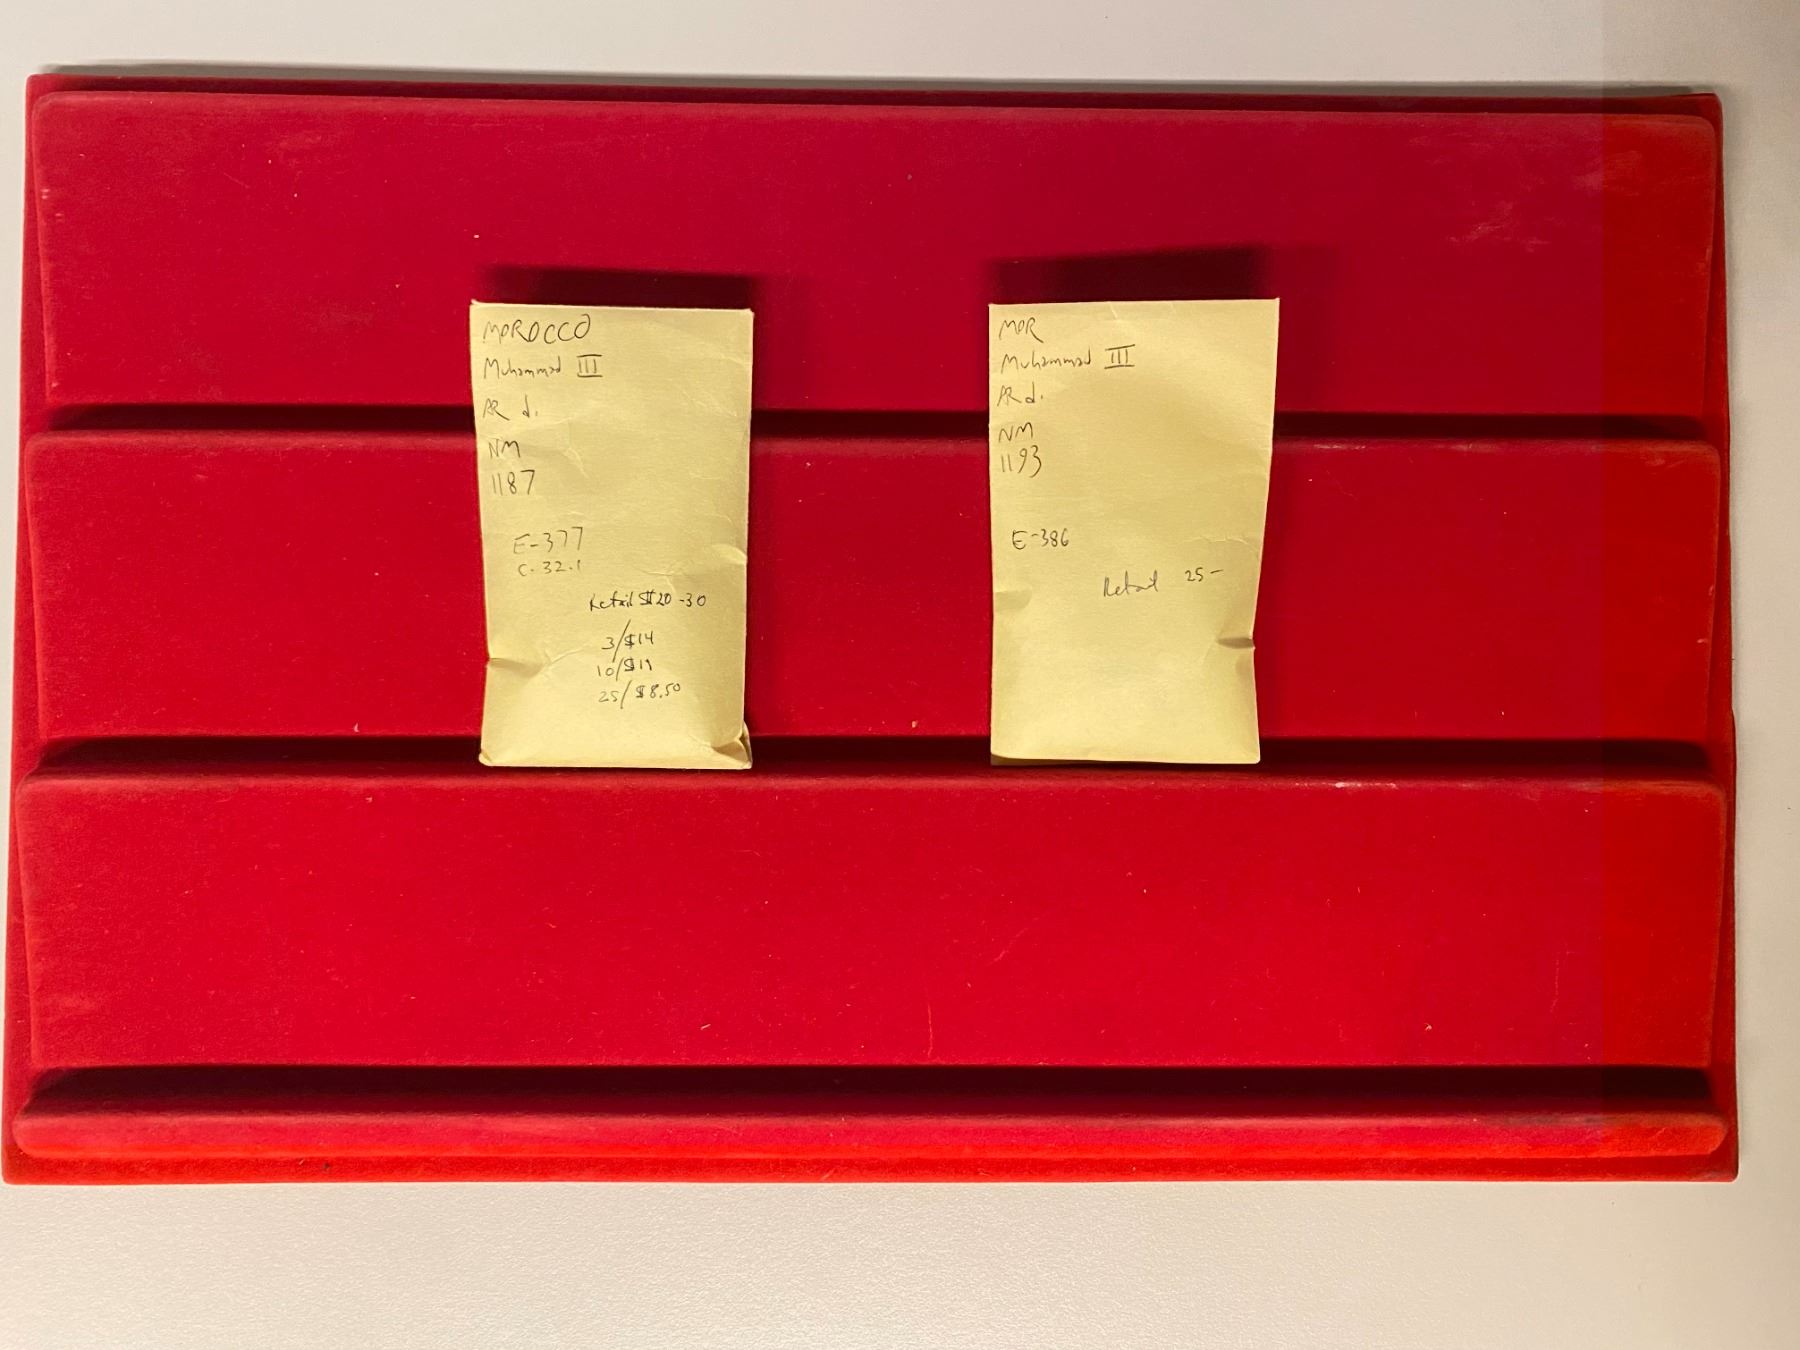 MOROCCO
Muhammad III
AR d.
NM
1187
E-377
C. 32.1
Retail $20-30
3/$14
10/$11
25/$8.50
MOR
Muhammad III
AR d.
NM
1193
E-386
Retail 25-